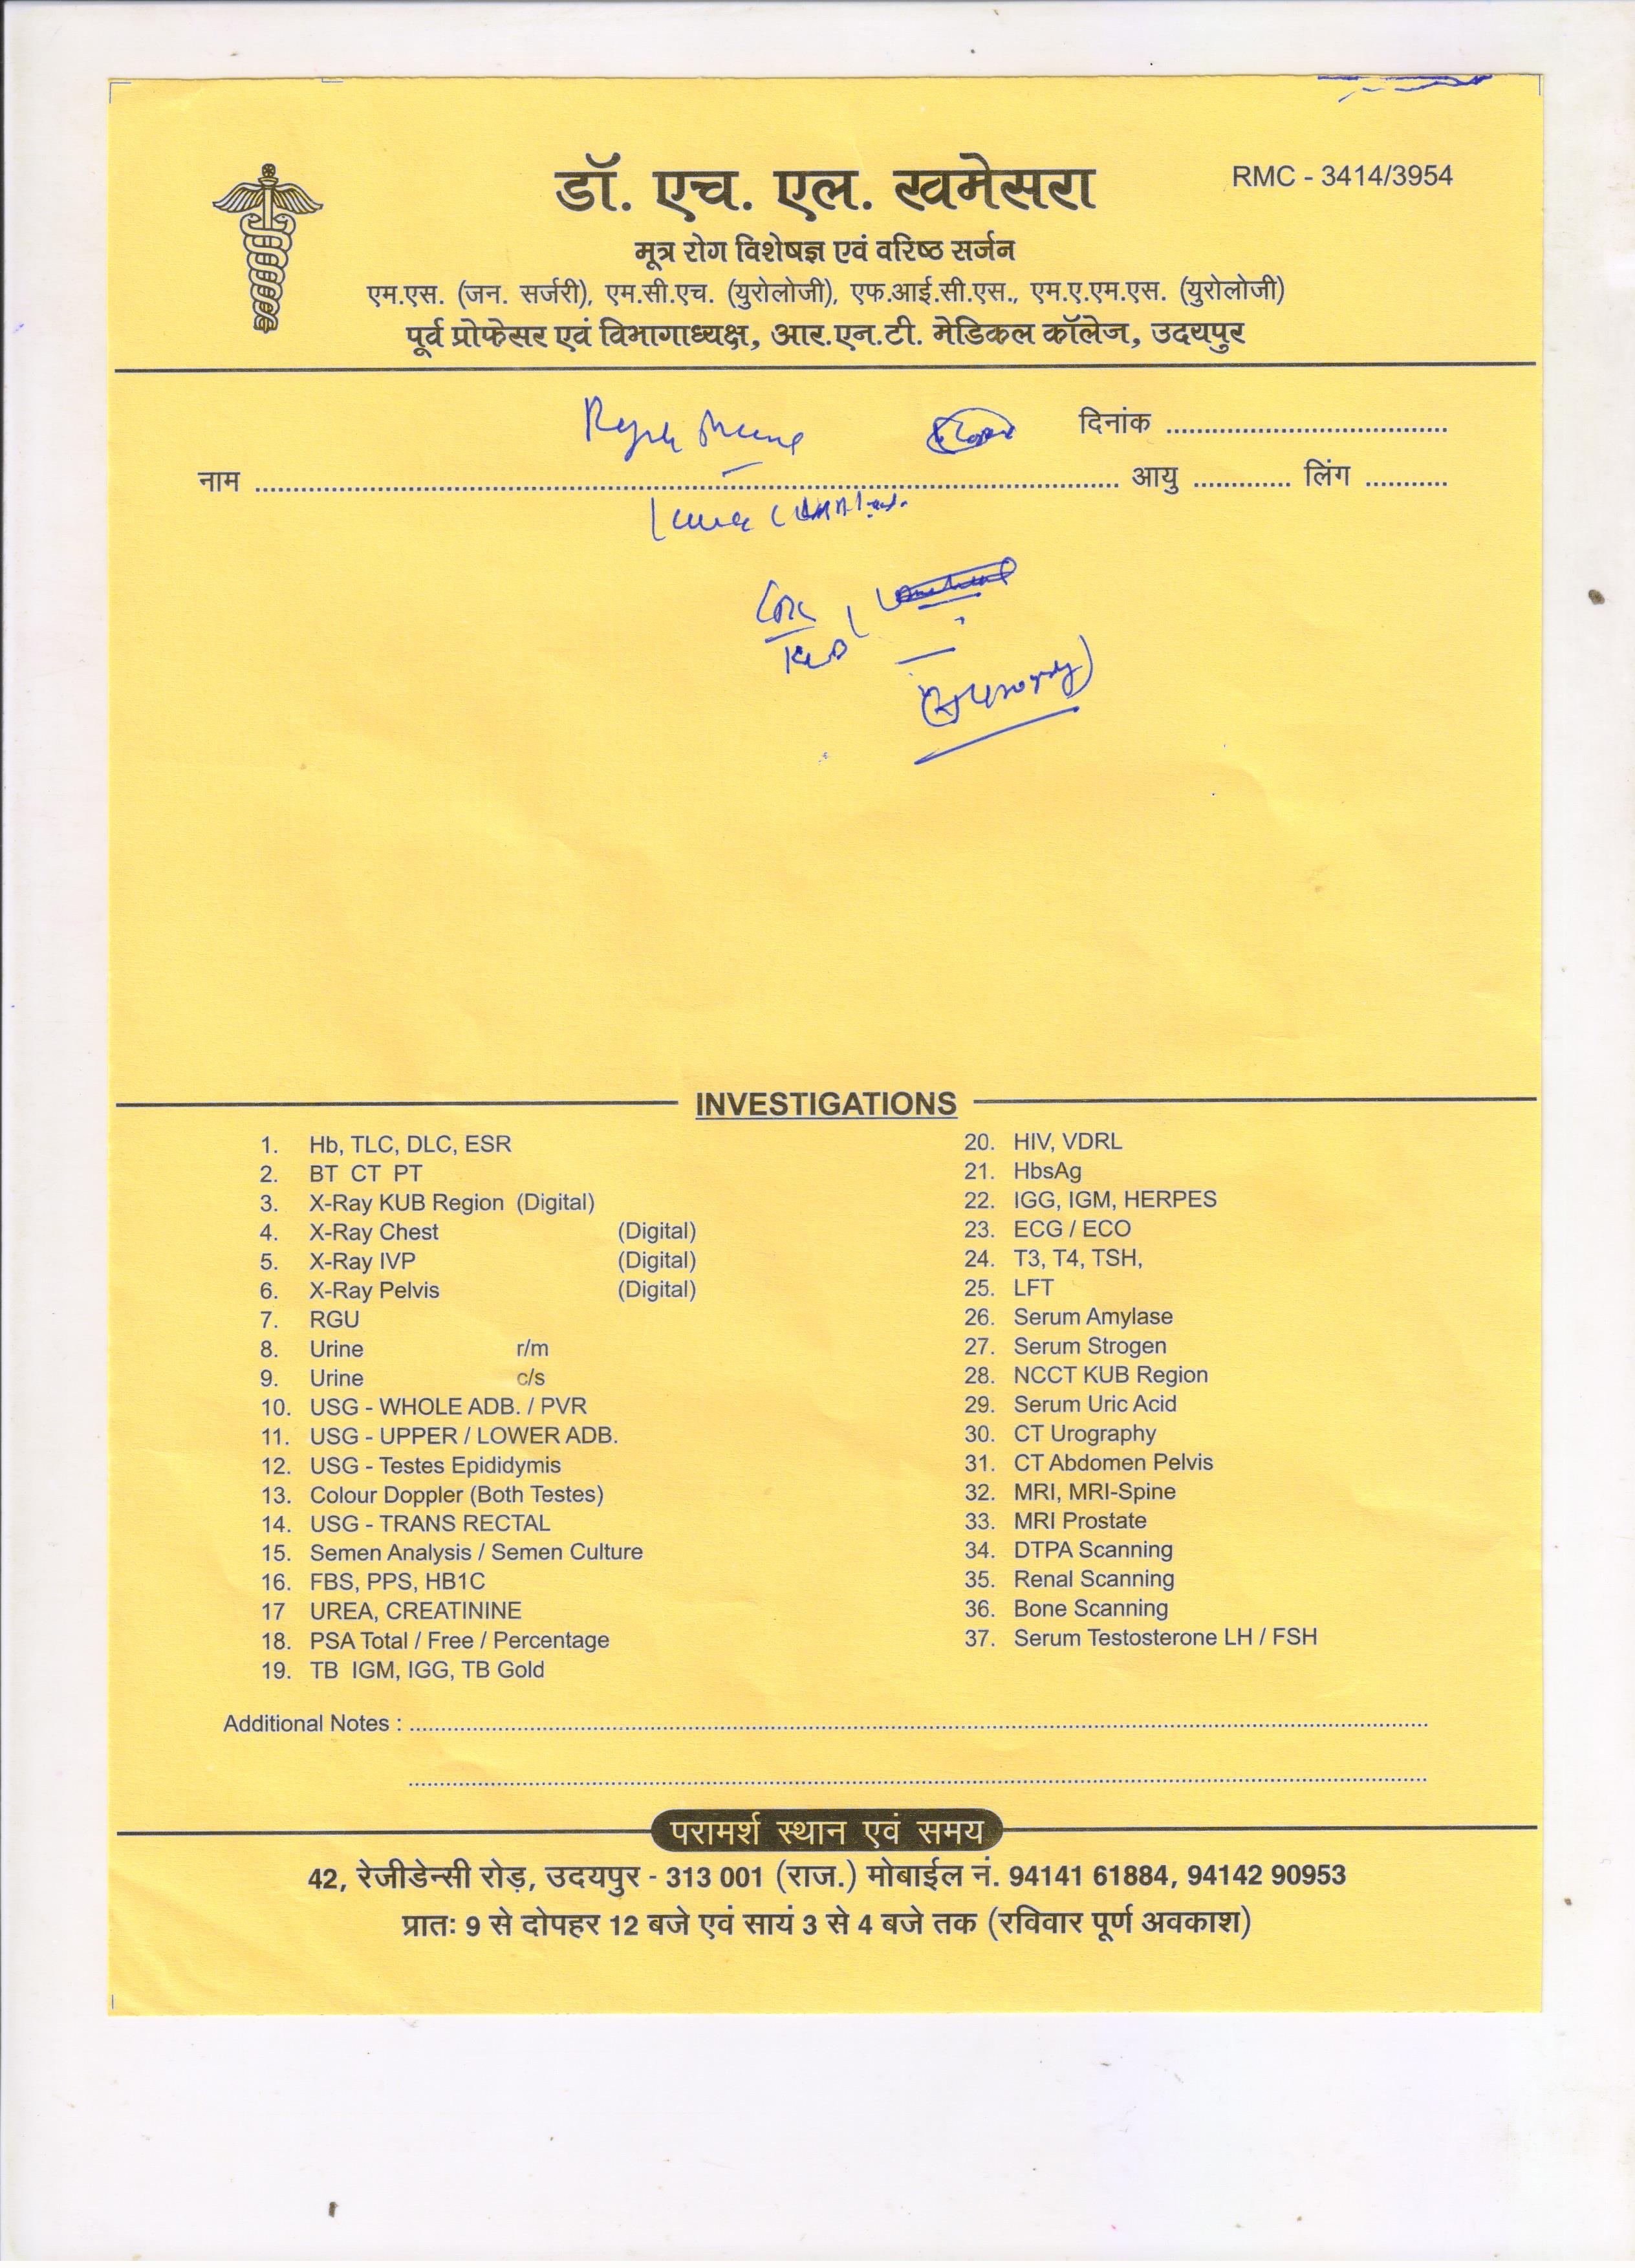 डॉ. एच. एल. खमेसरा
RMC - 3414/3954
मूत्र रोग विशेषज्ञ एवं वरिष्ठ सर्जन
एम.एस. (जन. सर्जरी), एम.सी.एच. (युरोलोजी), एफ.आई.सी.एस., एम.ए.एम.एस. (युरोलोजी)
पूर्व प्रोफेसर एवं विभागाध्यक्ष, आर.एन.टी. मेडिकल कॉलेज, उदयपुर
दिनांक
नाम आयु लिंग
INVESTIGATIONS
1. Hb, TLC, DLC, ESR
2. BT CT PT
3. X-Ray KUB Region (Digital)
4. X-Ray Chest (Digital)
5. X-Ray IVP (Digital)
6. X-Ray Pelvis (Digital)
7. RGU
8. Urine r/m
9. Urine c/s
10. USG - WHOLE ADB. / PVR
11. USG - UPPER / LOWER ADB.
12. USG - Testes Epididymis
13. Colour Doppler (Both Testes)
14. USG - TRANS RECTAL
15. Semen Analysis / Semen Culture
16. FBS, PPS, HB1C
17 UREA, CREATININE
18. PSA Total / Free / Percentage
19. TB IGM, IGG, TB Gold
20. HIV, VDRL
21. HbsAg
22. IGG, IGM, HERPES
23. ECG / ECO
24. T3, T4, TSH,
25. LFT
26. Serum Amylase
27. Serum Strogen
28. NCCT KUB Region
29. Serum Uric Acid
30. CT Urography
31. CT Abdomen Pelvis
32. MRI, MRI-Spine
33. MRI Prostate
34. DTPA Scanning
35. Renal Scanning
36. Bone Scanning
37. Serum Testosterone LH / FSH
Additional Notes :
परामर्श स्थान एवं समय
42, रेजीडेन्सी रोड़, उदयपुर - 313 001 (राज.) मोबाईल नं. 94141 61884, 94142 90953
प्रातः 9 से दोपहर 12 बजे एवं सायं 3 से 4 बजे तक (रविवार पूर्ण अवकाश)